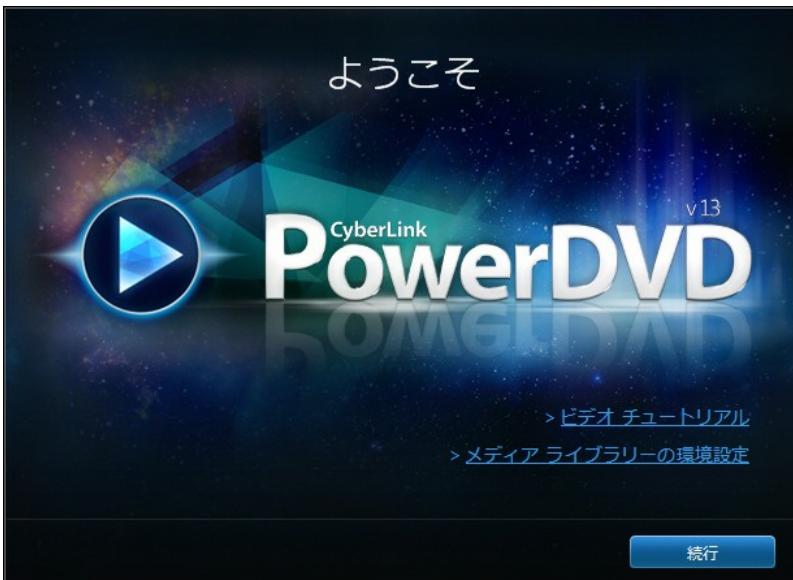 ようこそ
v13
CyberLink
PowerDVD
> ビデオ チュートリアル
> メディア ライブラリーの環境設定
続行